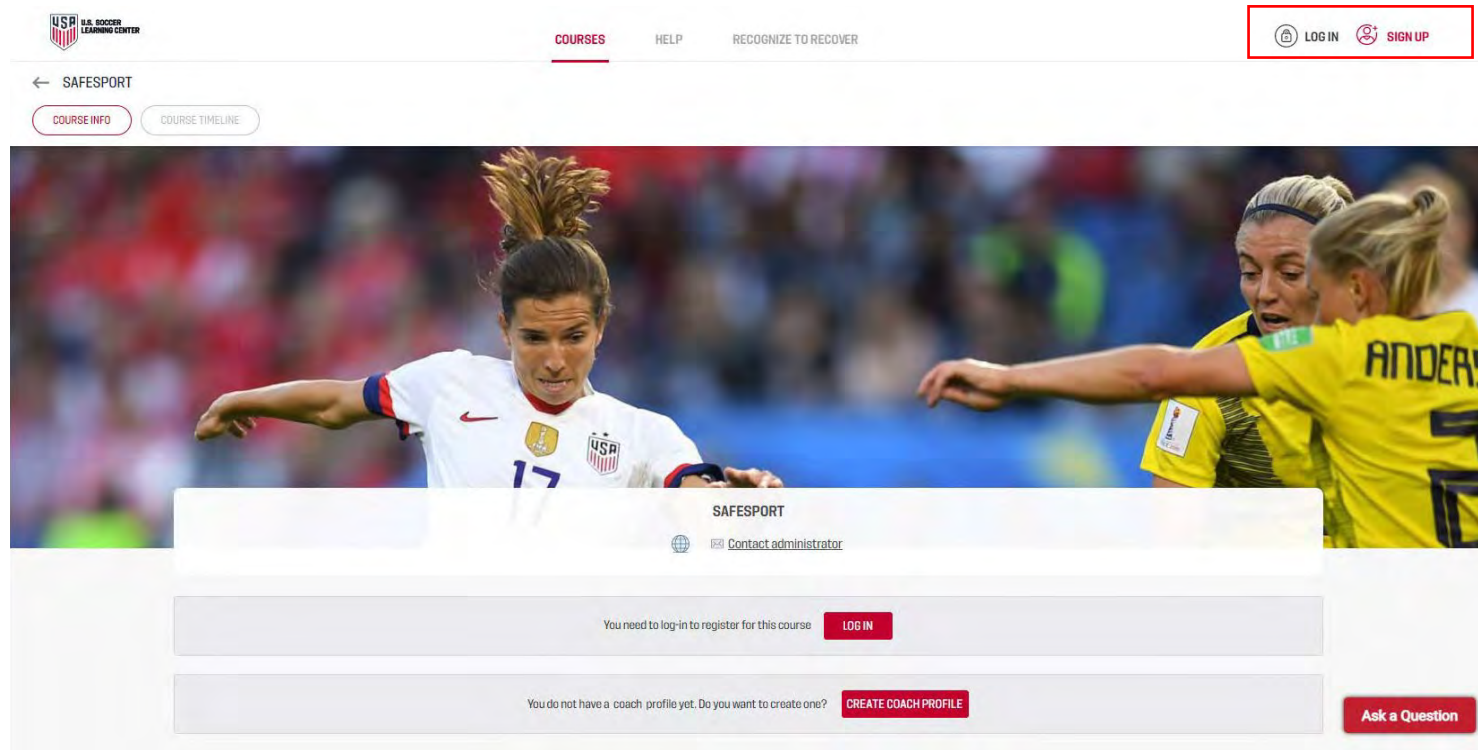 USA U.S. SOCCER
LEARNING CENTER
COURSES HELP RECOGNIZE TO RECOVER
LOG IN SIGN UP
← SAFESPORT
COURSE INFO COURSE TIMELINE
ANDERS
2
USA
17
SAFESPORT
Contact administrator
You need to log-in to register for this course LOG IN
You do not have a coach profile yet. Do you want to create one? CREATE COACH PROFILE
Ask a Question